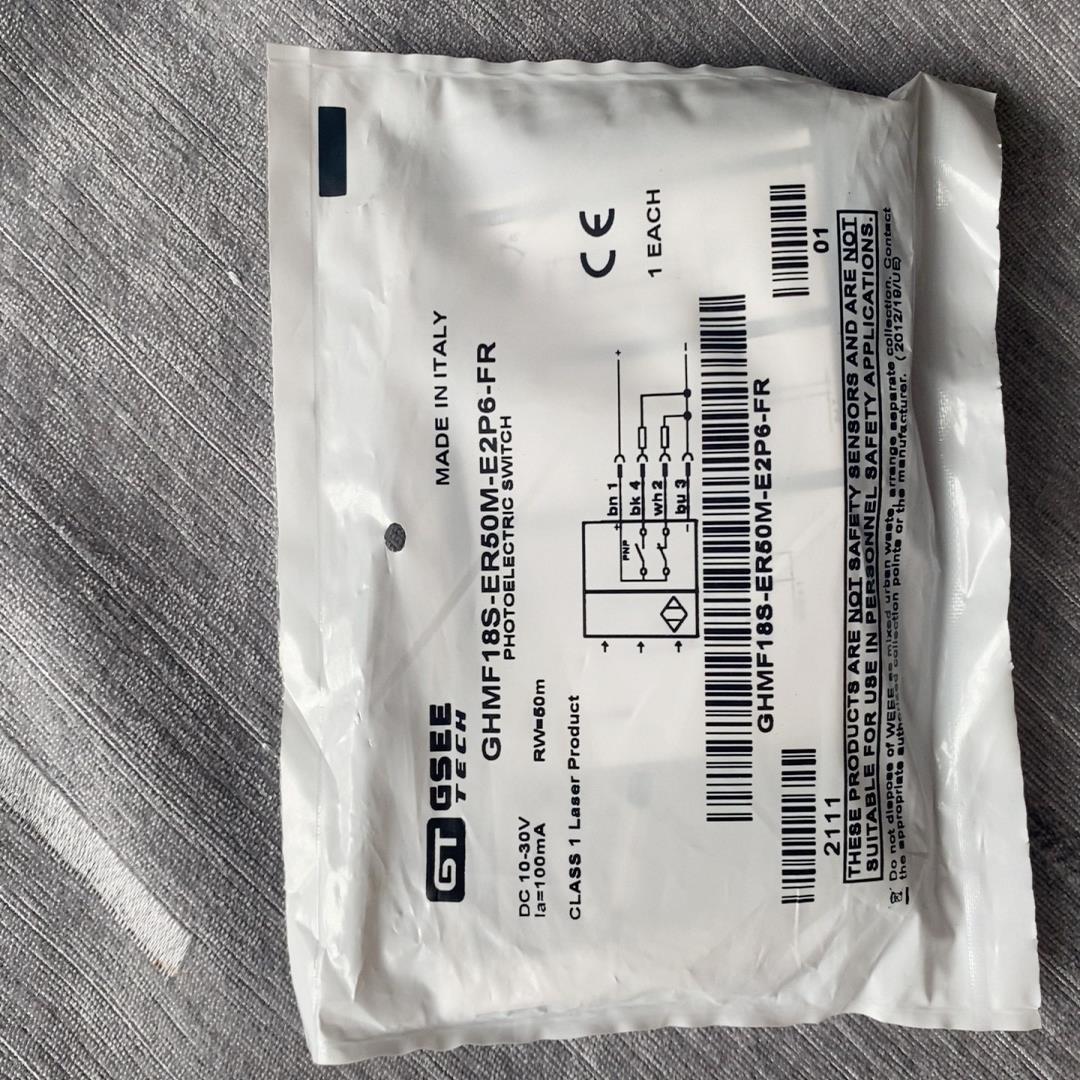 GT GSEE
TECH
MADE IN ITALY
GHMF18S-ER50M-E2P6-FR
PHOTOELECTRIC SWITCH
DC 10-30V
Ia=100mA
RW=50m
CLASS 1 Laser Product
CE
1 EACH
PNP
+
bn 1
+
bk 4
wh 2
-
bu 3
-
GHMF18S-ER50M-E2P6-FR
2111
01
THESE PRODUCTS ARE NOT SAFETY SENSORS AND ARE NOT
SUITABLE FOR USE IN PERSONNEL SAFETY APPLICATIONS.
Do not dispose of WEEE as mixed urban waste, arrange separate collection. Contact
the appropriate authorized collection points or the manufacturer. (2012/19/UE)